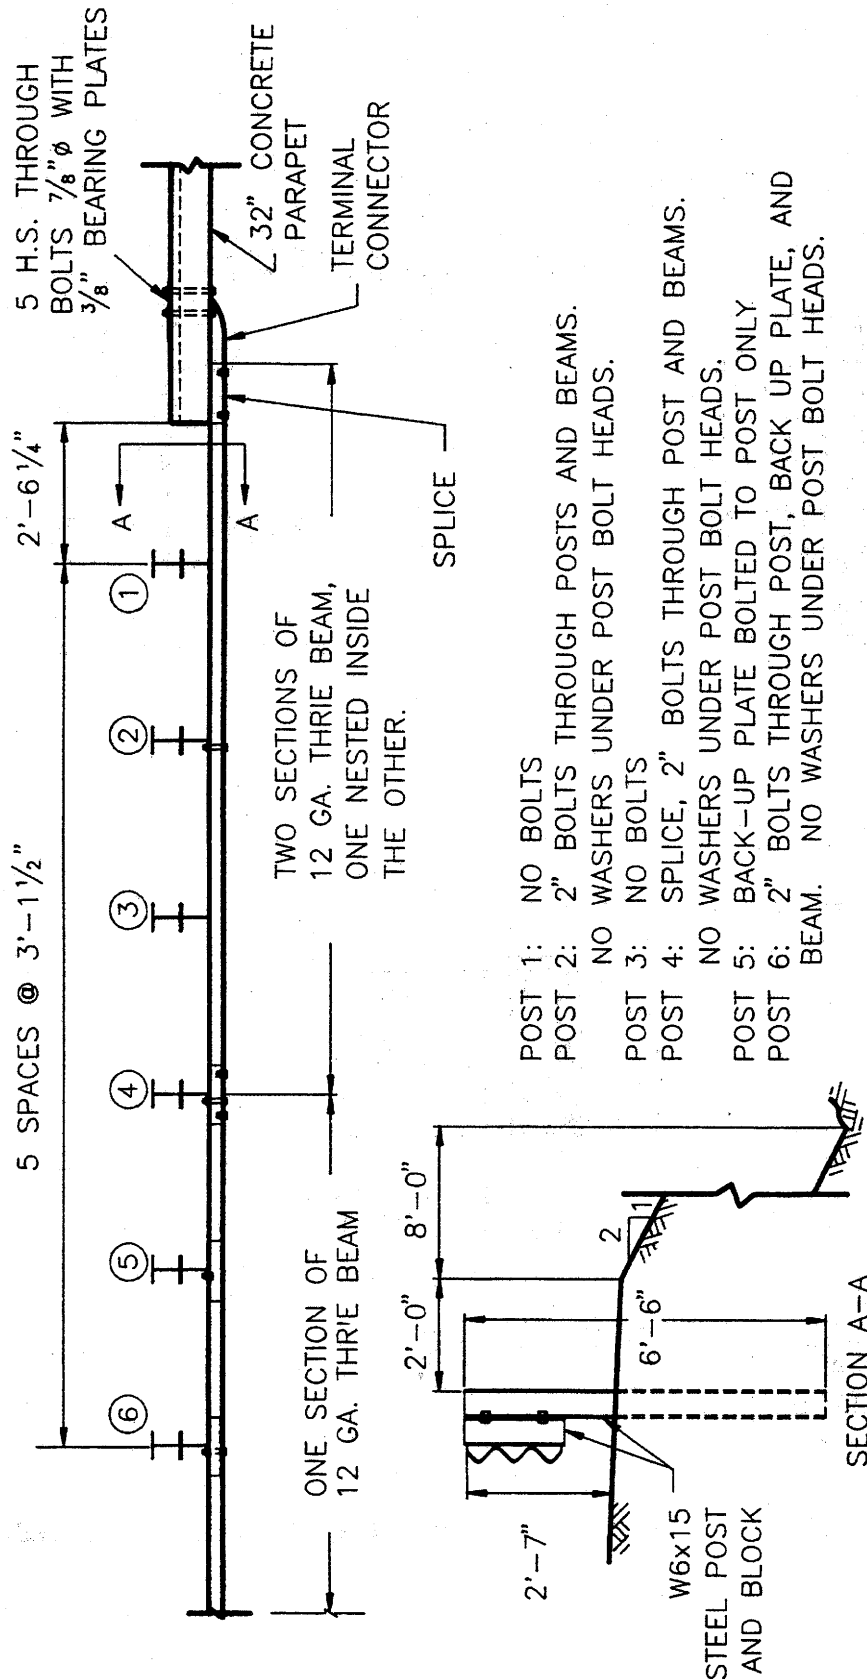 5 H.S. THROUGH
BOLTS 7/8" ø WITH
3/8" BEARING PLATES
32" CONCRETE
PARAPET
TERMINAL
CONNECTOR
2'-6 1/4"
A
A
SPLICE
5 SPACES @ 3'-1 1/2"
1
2
3
4
5
6
TWO SECTIONS OF
12 GA. THRIE BEAM,
ONE NESTED INSIDE
THE OTHER.
ONE SECTION OF
12 GA. THR'E BEAM
POST 1: NO BOLTS
POST 2: 2" BOLTS THROUGH POSTS AND BEAMS.
NO WASHERS UNDER POST BOLT HEADS.
POST 3: NO BOLTS
POST 4: SPLICE, 2" BOLTS THROUGH POST AND BEAMS.
NO WASHERS UNDER POST BOLT HEADS.
POST 5: BACK-UP PLATE BOLTED TO POST ONLY
POST 6: 2" BOLTS THROUGH POST, BACK UP PLATE, AND
BEAM. NO WASHERS UNDER POST BOLT HEADS.
2'-0"
8'-0"
2
1
6'-6"
2'-7"
W6x15
STEEL POST
AND BLOCK
SECTION A-A